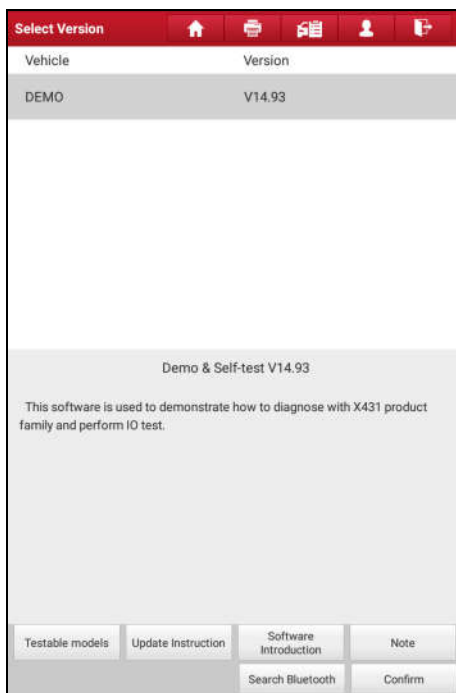 Select Version
Vehicle Version
DEMO V14.93
Demo & Self-test V14.93
This software is used to demonstrate how to diagnose with X431 product
family and perform IO test.
Testable models Update Instruction Software Introduction Note
Search Bluetooth Confirm